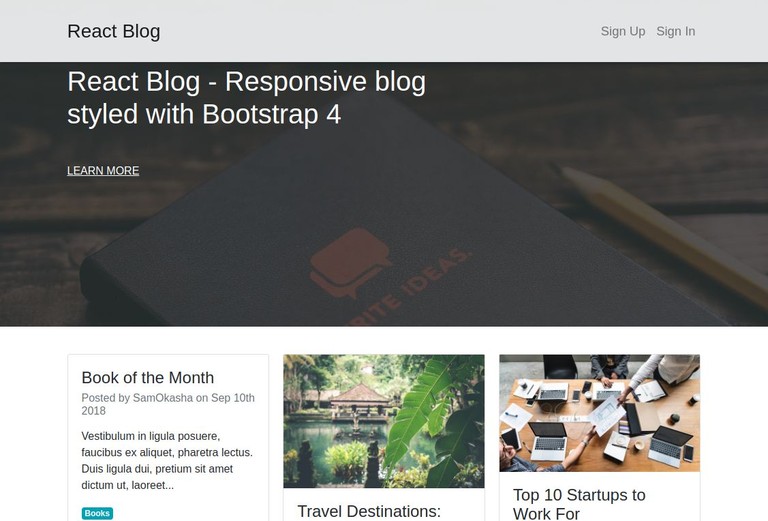 React Blog
Sign Up Sign In
React Blog - Responsive blog
styled with Bootstrap 4
LEARN MORE
RITE IDEAS.
Book of the Month
Posted by SamOkasha on Sep 10th
2018
Vestibulum in ligula posuere,
faucibus ex aliquet, pharetra lectus.
Duis ligula dui, pretium sit amet
dictum ut, laoreet...
Books
Travel Destinations:
Top 10 Startups to
Work For